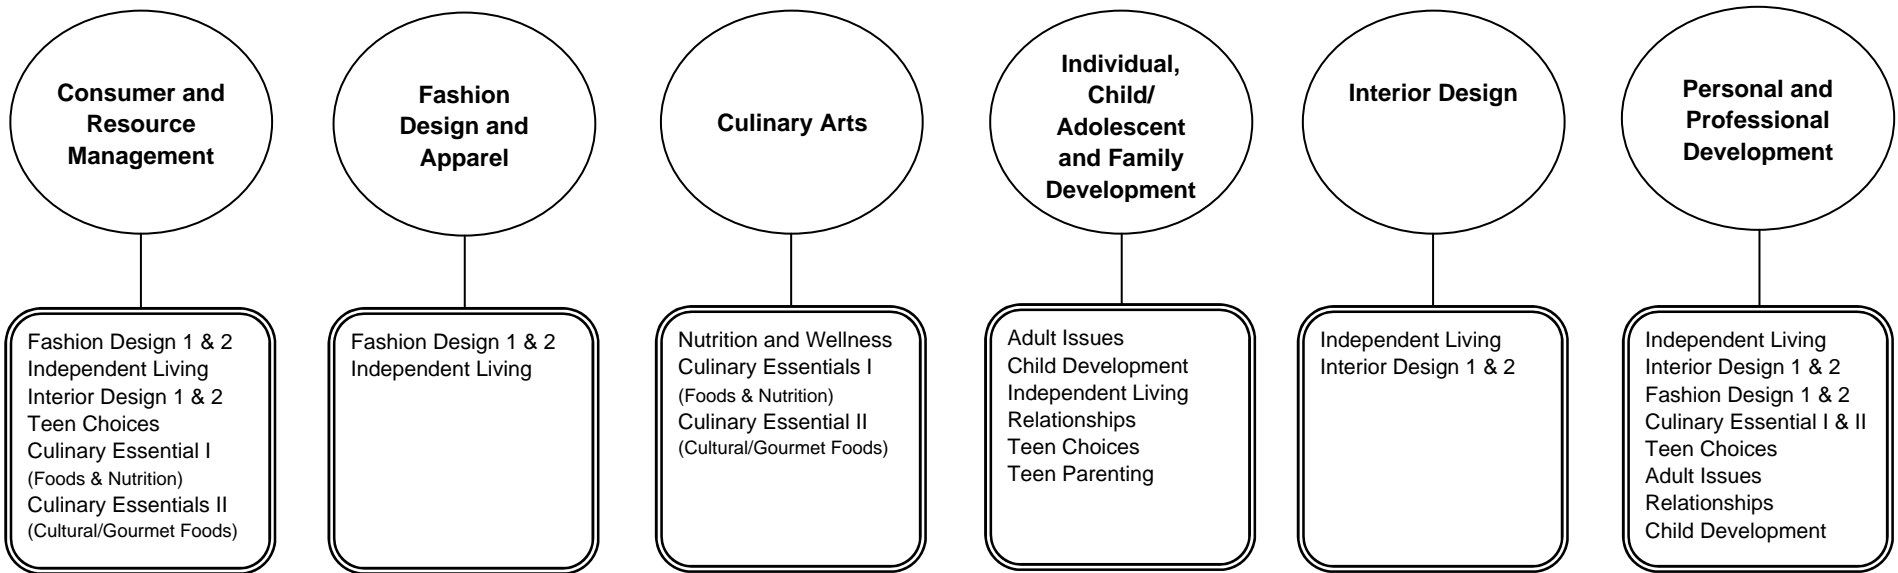 Consumer and
Resource
Management
Fashion
Design and
Apparel
Culinary Arts
Individual,
Child/
Adolescent
and Family
Development
Interior Design
Personal and
Professional
Development
Fashion Design 1 & 2
Independent Living
Interior Design 1 & 2
Teen Choices
Culinary Essential I
(Foods & Nutrition)
Culinary Essentials II
(Cultural/Gourmet Foods)
Fashion Design 1 & 2
Independent Living
Nutrition and Wellness
Culinary Essentials I
(Foods & Nutrition)
Culinary Essential II
(Cultural/Gourmet Foods)
Adult Issues
Child Development
Independent Living
Relationships
Teen Choices
Teen Parenting
Independent Living
Interior Design 1 & 2
Independent Living
Interior Design 1 & 2
Fashion Design 1 & 2
Culinary Essential I & II
Teen Choices
Adult Issues
Relationships
Child Development